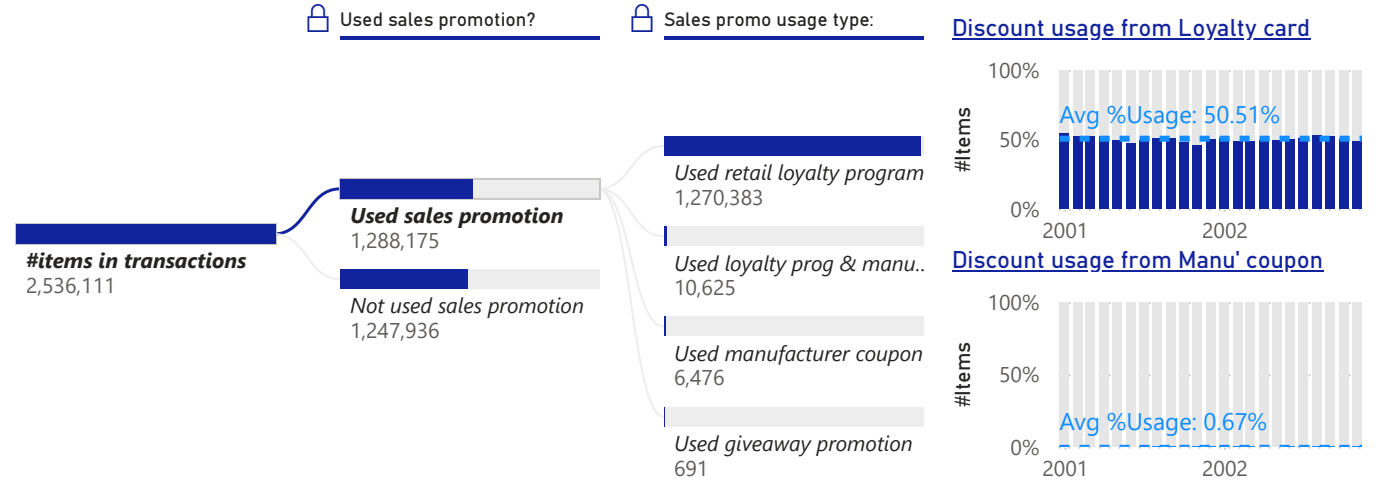 Used sales promotion?
Sales promo usage type:
#items in transactions
2,536,111
Used sales promotion
1,288,175
Not used sales promotion
1,247,936
Used retail loyalty program
1,270,383
Used loyalty prog & manu..
10,625
Used manufacturer coupon
6,476
Used giveaway promotion
691
Discount usage from Loyalty card
100%
50%
0%
#Items
Avg %Usage: 50.51%
2001
2002
Discount usage from Manu' coupon
100%
50%
0%
#Items
Avg %Usage: 0.67%
2001
2002